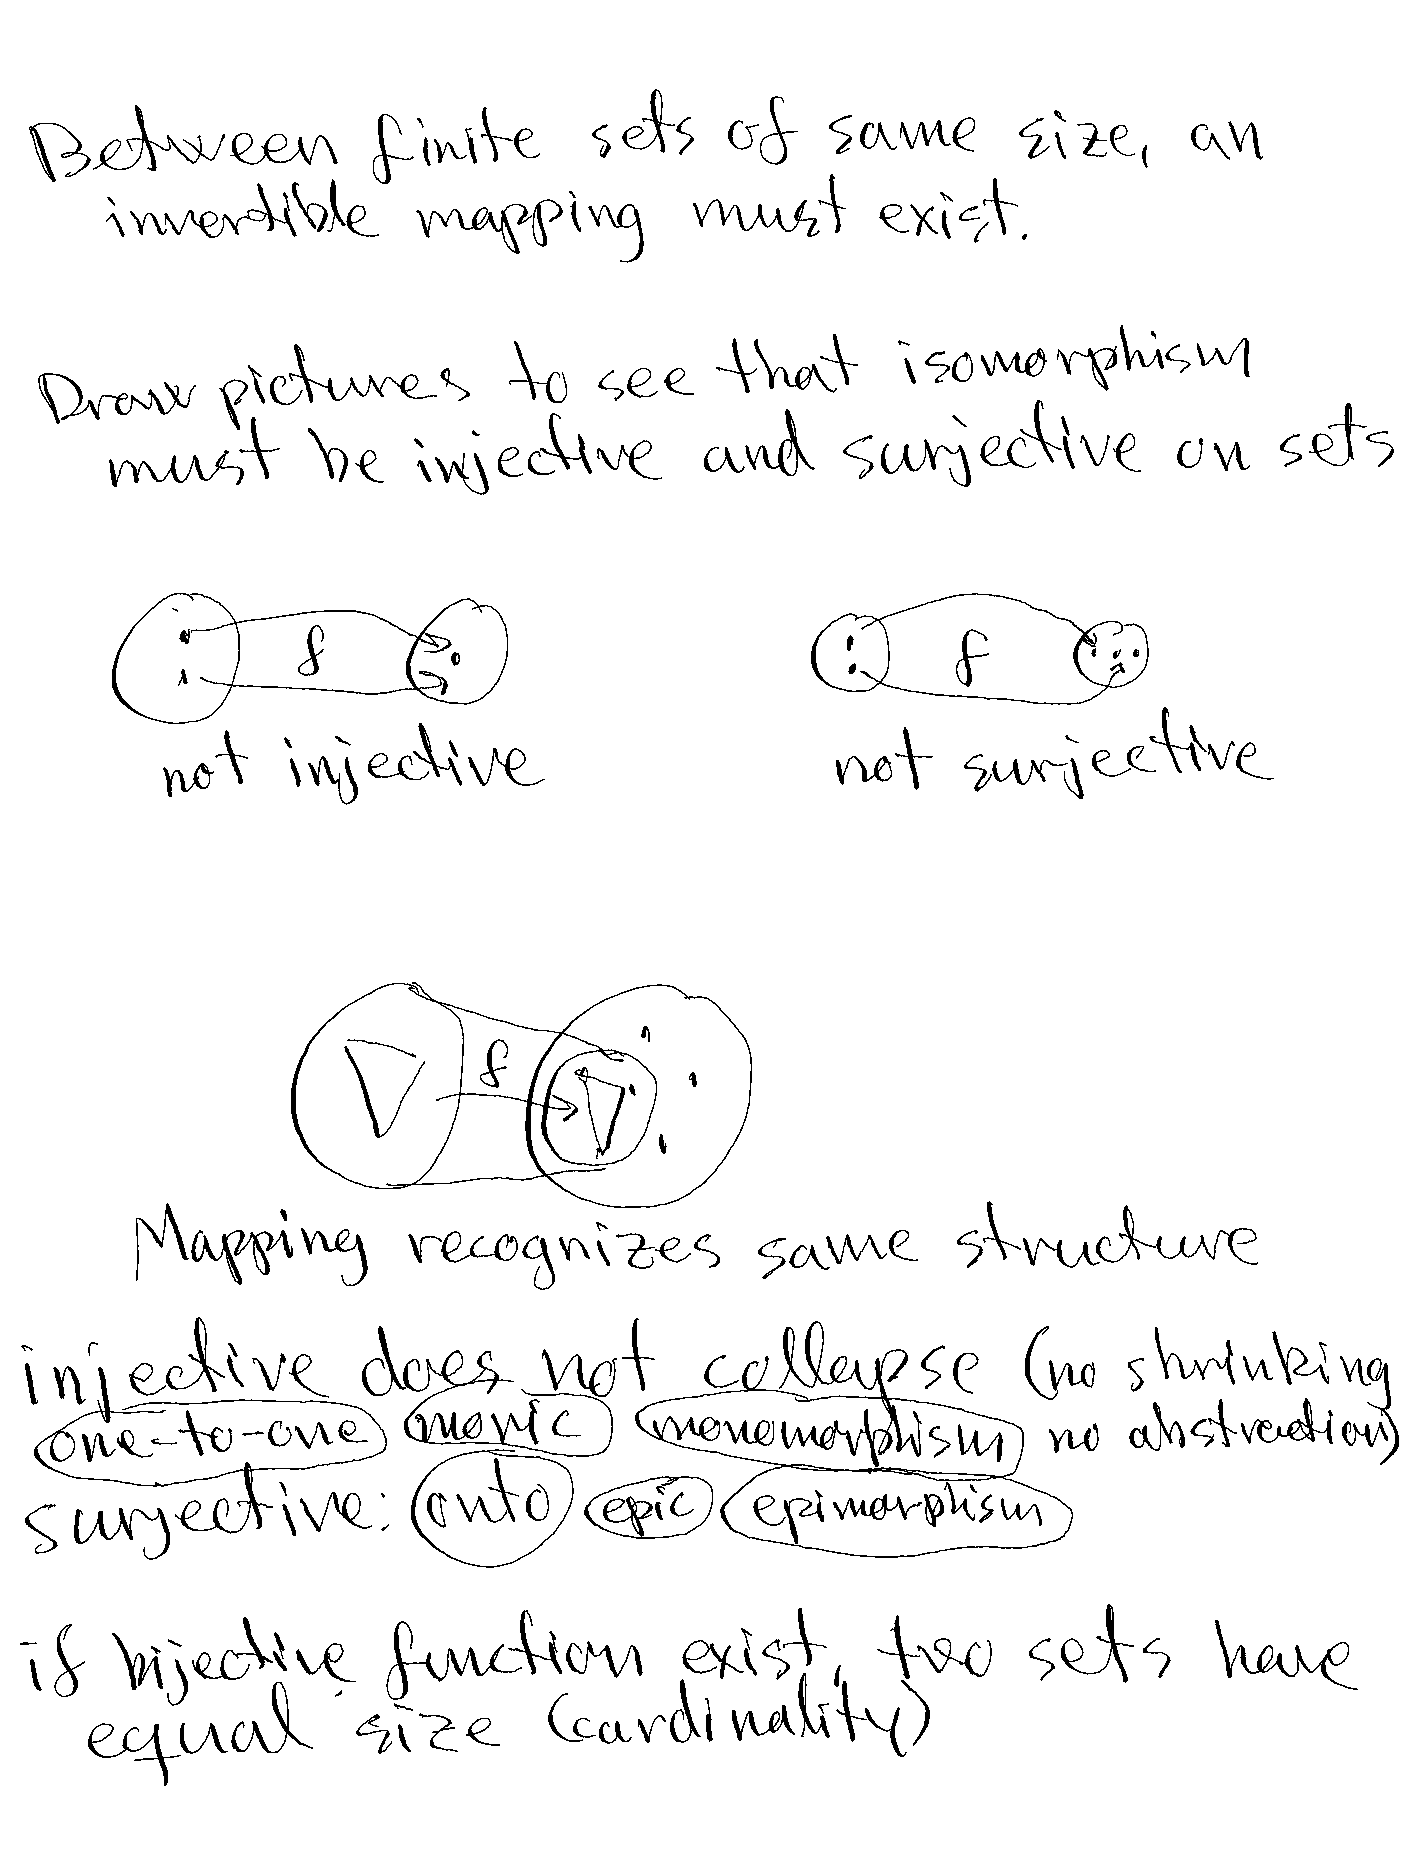 Between finite sets of same size, an
invertible mapping must exist.
Draw pictures to see that isomorphism
must be injective and surjective on sets
f
f
not injective
not surjective
f
Mapping recognizes same structure
injective does not collapse (no shrinking
one-to-one monic monomorphism no abstraction)
surjective: onto epic epimorphism
if bijective function exist, two sets have
equal size (cardinality)